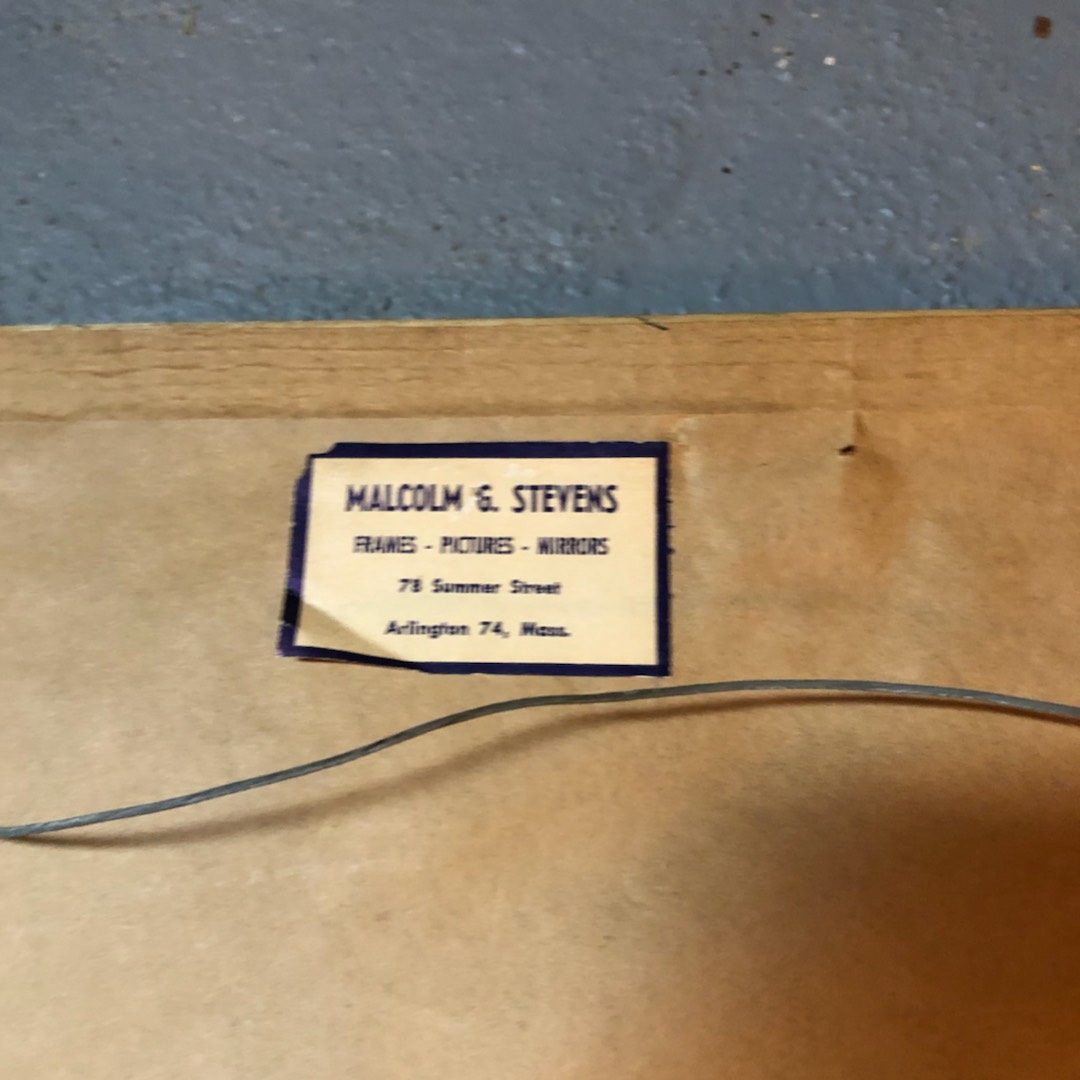 MALCOLM G. STEVENS
FRAMES - PICTURES - MIRRORS
78 Summer Street
Arlington 74, Mass.